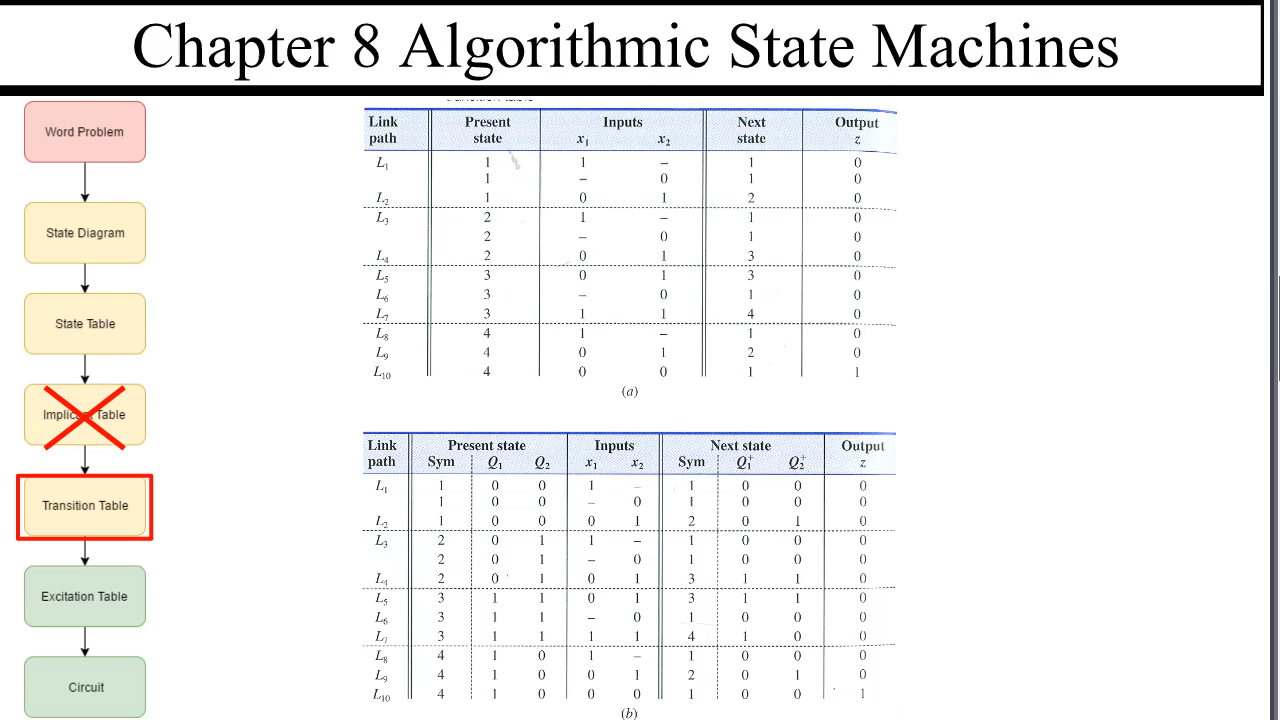 Chapter 8 Algorithmic State Machines
Word Problem
State Diagram
State Table
Implicant Table
Transition Table
Excitation Table
Circuit
Link Present Inputs Next Output
path state x₁ x₂ state z
L₁ 1 1 – 1 0
1 – 0 1 0
L₂ 1 0 1 2 0
L₃ 2 1 – 1 0
2 – 0 1 0
L₄ 2 0 1 3 0
L₅ 3 0 1 3 0
L₆ 3 – 0 1 0
L₇ 3 1 1 4 0
L₈ 4 1 – 1 0
L₉ 4 0 1 2 0
L₁₀ 4 0 0 1 1
(a)
Link Present state Inputs Next state Output
path Sym Q₁ Q₂ x₁ x₂ Sym Q₁⁺ Q₂⁺ z
L₁ 1 0 0 1 – 1 0 0 0
1 0 0 – 0 1 0 0 0
L₂ 1 0 0 0 1 2 0 1 0
L₃ 2 0 1 1 – 1 0 0 0
2 0 1 – 0 1 0 0 0
L₄ 2 0 1 0 1 3 1 1 0
L₅ 3 1 1 0 1 3 1 1 0
L₆ 3 1 1 – 0 1 0 0 0
L₇ 3 1 1 1 1 4 1 0 0
L₈ 4 1 0 1 – 1 0 0 0
L₉ 4 1 0 0 1 2 0 1 0
L₁₀ 4 1 0 0 0 1 0 0 1
(b)